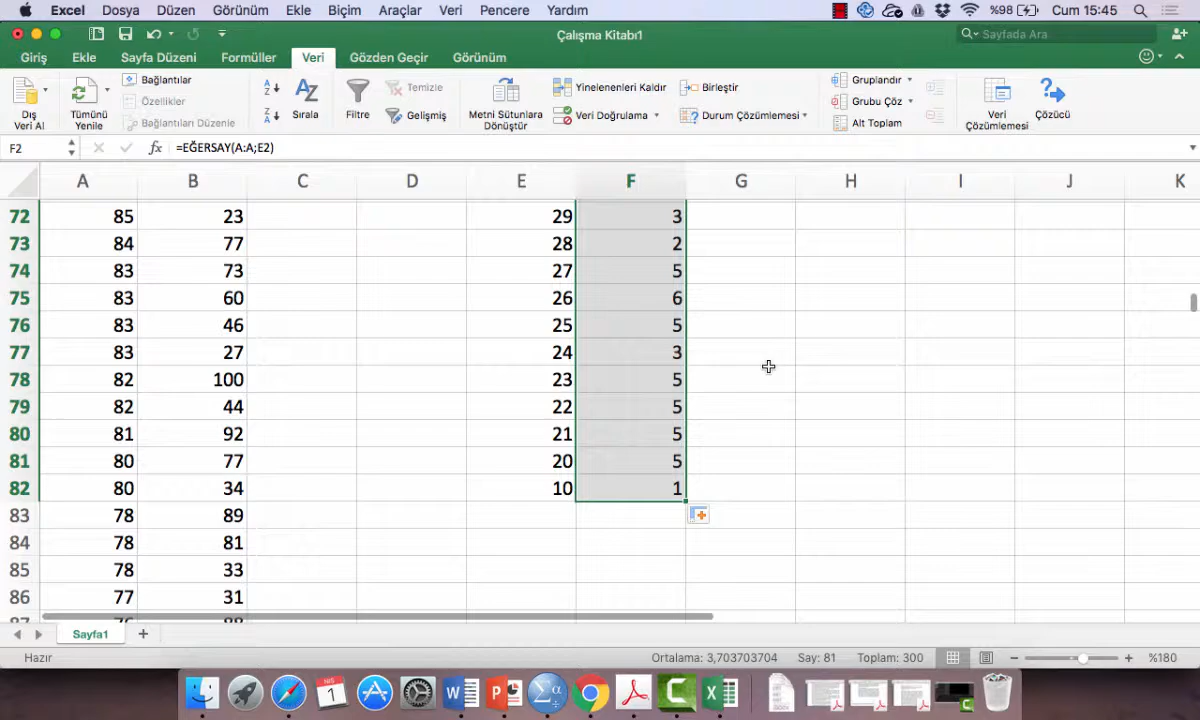 Excel Dosya Düzen Görünüm Ekle Biçim Araçlar Veri Pencere Yardım %98 Cum 15:45
Çalışma Kitabı1 Sayfada Ara
Giriş Ekle Sayfa Düzeni Formüller Veri Gözden Geçir Görünüm
Dış Veri Al
Tümünü Yenile
Bağlantılar
Özellikler
Bağlantıları Düzenle
Sırala
Filtre
Temizle
Gelişmiş
Metni Sütunlara Dönüştür
Yinelenenleri Kaldır
Veri Doğrulama
Birleştir
Durum Çözümlemesi
Gruplandır
Grubu Çöz
Alt Toplam
Veri Çözümlemesi
Çözücü
F2 fx =EĞERSAY(A:A;E2)
A B C D E F G H I J K
72 85 23 29 3
73 84 77 28 2
74 83 73 27 5
75 83 60 26 6
76 83 46 25 5
77 83 27 24 3
78 82 100 23 5
79 82 44 22 5
80 81 92 21 5
81 80 77 20 5
82 80 34 10 1
83 78 89
84 78 81
85 78 33
86 77 31
Sayfa1
Hazır Ortalama: 3,703703704 Say: 81 Toplam: 300 %180